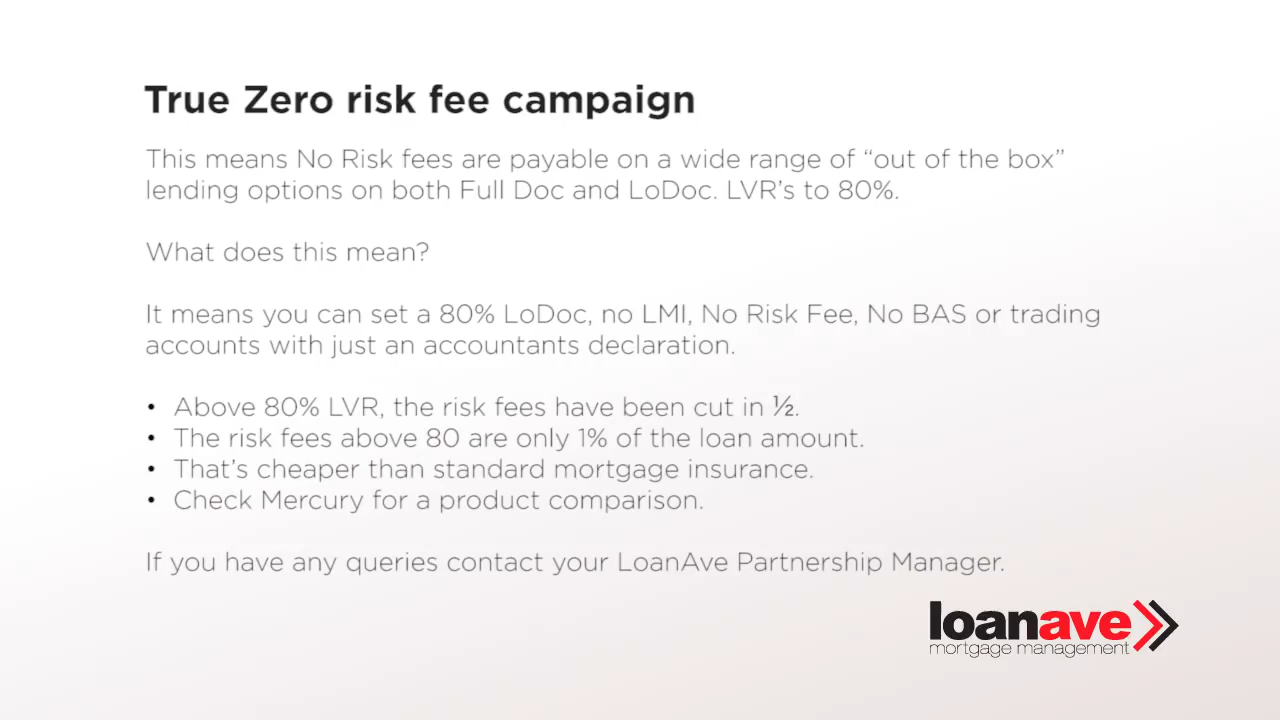 True Zero risk fee campaign
This means No Risk fees are payable on a wide range of “out of the box”
lending options on both Full Doc and LoDoc. LVR’s to 80%.
What does this mean?
It means you can set a 80% LoDoc, no LMI, No Risk Fee, No BAS or trading
accounts with just an accountants declaration.
• Above 80% LVR, the risk fees have been cut in ½.
• The risk fees above 80 are only 1% of the loan amount.
• That’s cheaper than standard mortgage insurance.
• Check Mercury for a product comparison.
If you have any queries contact your LoanAve Partnership Manager.
loanave
mortgage management